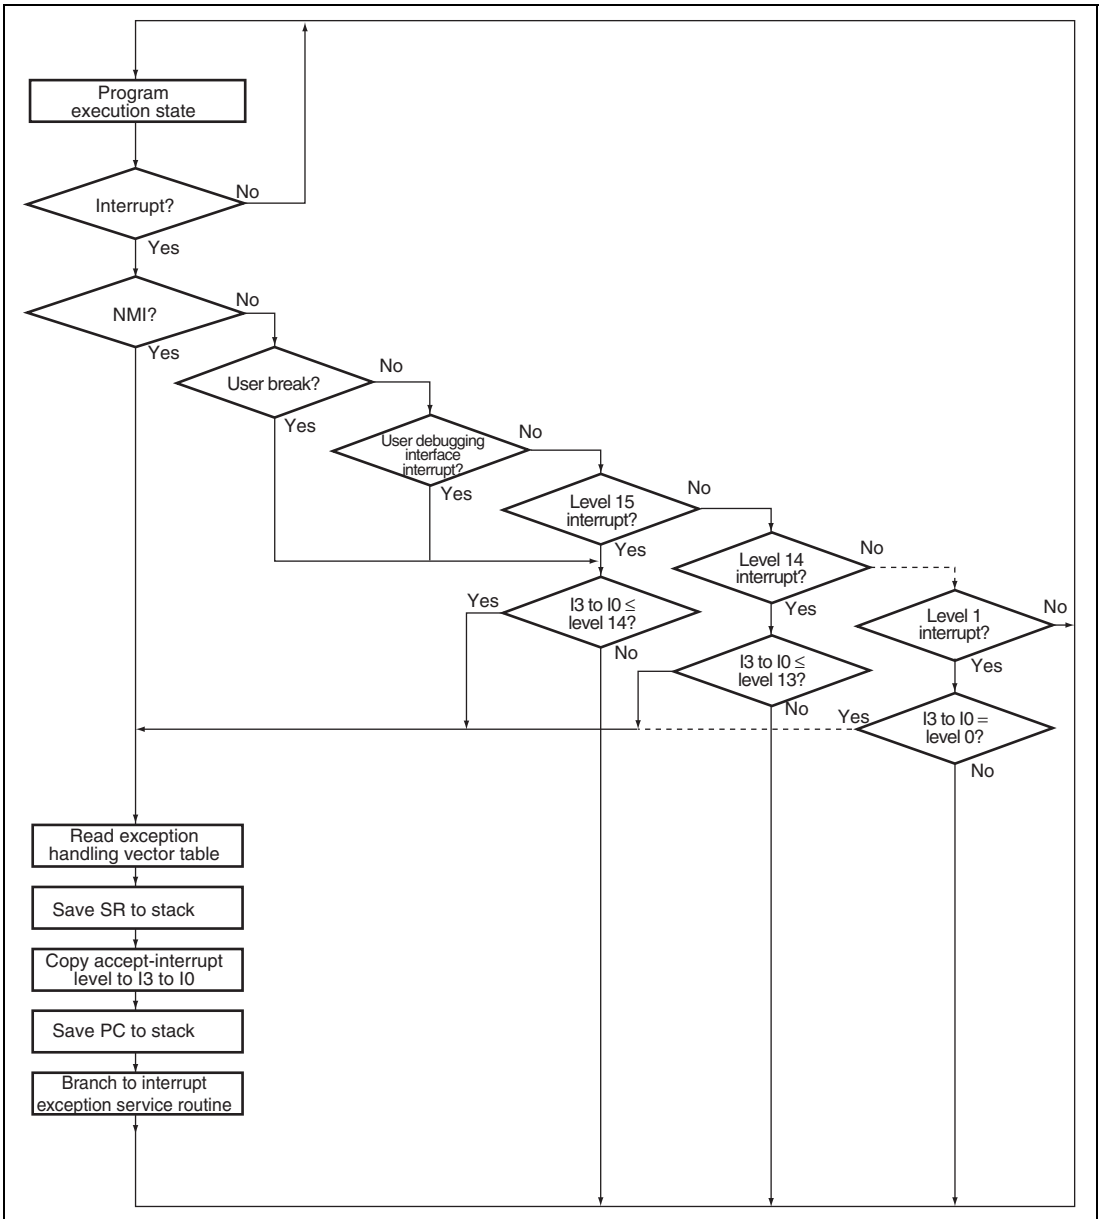 Program
execution state
No
Interrupt?
Yes
No
NMI?
Yes
No
User break?
Yes
No
User debugging
interface
interrupt?
Yes
No
Level 15
interrupt?
Yes
No
Level 14
interrupt?
Yes
No
Level 1
interrupt?
Yes
Yes
I3 to I0 ≤
level 14?
No
I3 to I0 ≤
level 13?
No
Yes
I3 to I0 =
level 0?
No
Read exception
handling vector table
Save SR to stack
Copy accept-interrupt
level to I3 to I0
Save PC to stack
Branch to interrupt
exception service routine